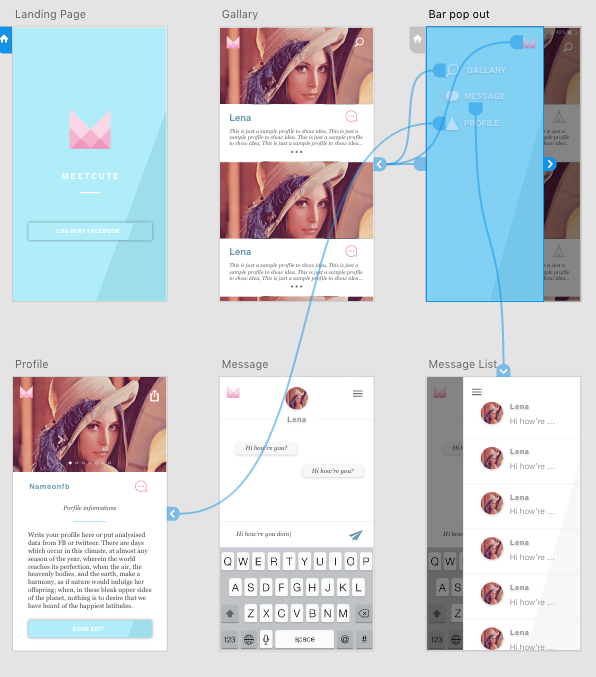 Landing Page
MEETCUTE
LOG IN BY FACEBOOK
Gallary
Lena
This is just a sample profile to show idea, This is just a
sample profile to show idea, This is just a sample profile
to show idea, This is just a sample profile to show idea...
Lena
This is just a sample profile to show idea, This is just a
sample profile to show idea, This is just a sample profile
to show idea, This is just a sample profile to show idea...
Bar pop out
42%
GALLARY
MESSAGE
PROFILE
Profile
Nameonfb
Porfile infomations
Write your profile here or put analysised
data from FB or twitteer. There are days
which occur in this climate, at almost any
season of the year, wherein the world
reaches its perfection, when the air, the
heavenly bodies, and the earth, make a
harmony, as if nature would indulge her
offspring; when, in these bleak upper sides
of the planet, nothing is to desire that we
have heard of the happiest latitudes.
DONE EDIT
Message
Lena
Hi how're you?
Hi how're you?
Hi how're you doin|
Q W E R T Y U I O P
A S D F G H J K L
Z X C V B N M
123 space @ #
Message List
Lena
Hi how're ...
Lena
Hi how're ...
Lena
Hi how're ...
Lena
Hi how're ...
Lena
Hi how're ...
Lena
Hi how're ...
Hi how're
123